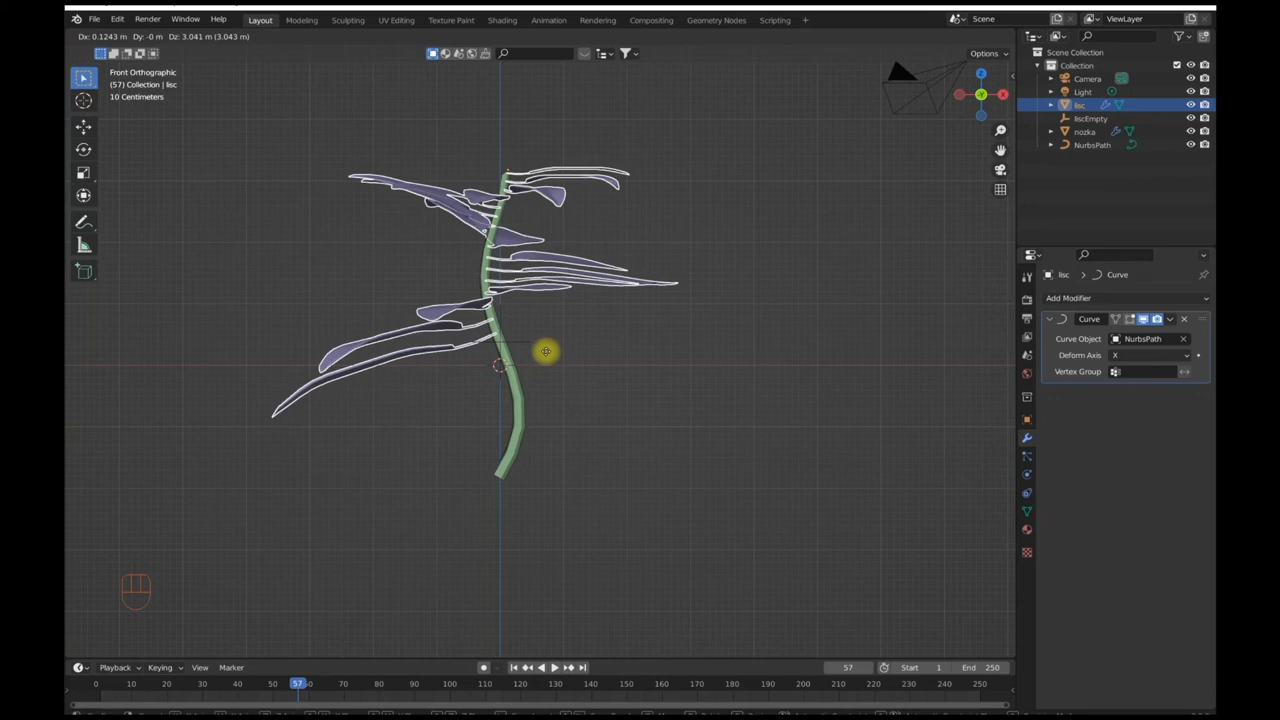 File Edit Render Window Help Layout Modeling Sculpting UV Editing Texture Paint Shading Animation Rendering Compositing Geometry Nodes Scripting Scene ViewLayer
Dx: 0.1243 m Dy: -0 m Dz: 3.041 m (3.043 m)
Options
Front Orthographic
(57) Collection | lisc
10 Centimeters
Z
Y
X
Scene Collection
Collection
Camera
Light
lisc
liscEmpty
nozka
NurbsPath
lisc > Curve
Add Modifier
Curve
Curve Object NurbsPath
Deform Axis X
Vertex Group
Playback Keying View Marker 57 Start 1 End 250
0 10 20 30 40 50 57 60 70 80 90 100 110 120 130 140 150 160 170 180 190 200 210 220 230 240 250